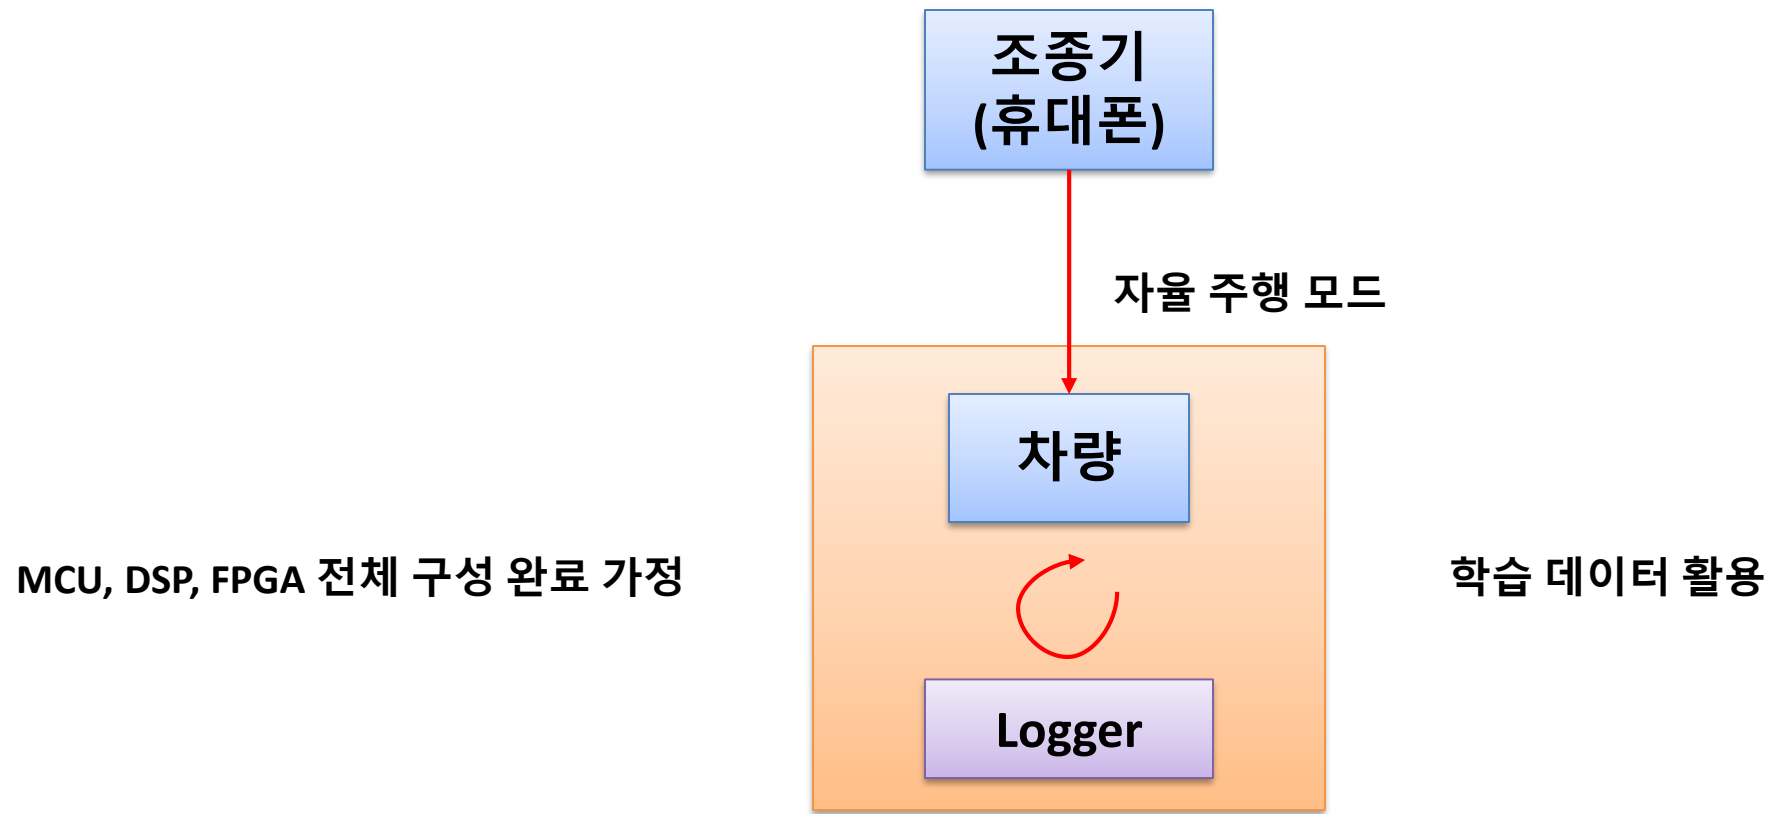 조종기
(휴대폰)
자율 주행 모드
차량
MCU, DSP, FPGA 전체 구성 완료 가정
학습 데이터 활용
Logger